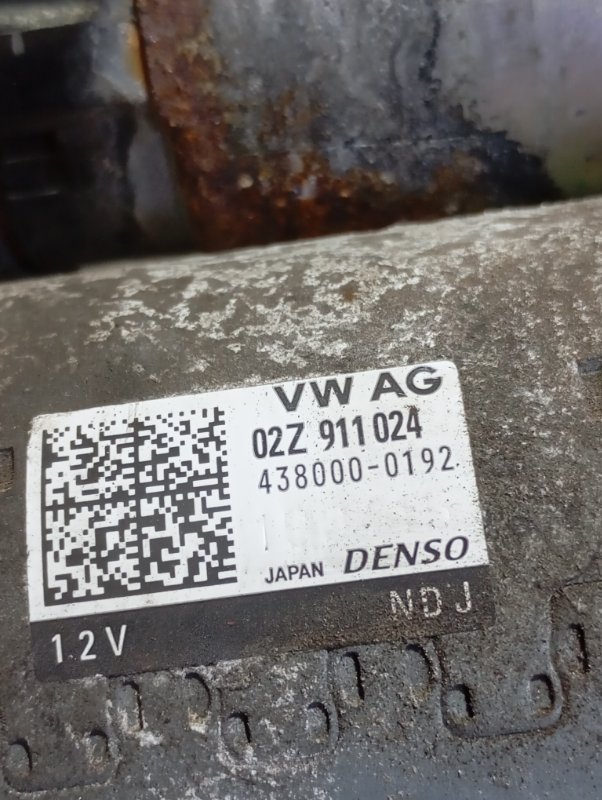 VW AG
02Z 911 024
438000-0192
JAPAN DENSO
12V NDJ